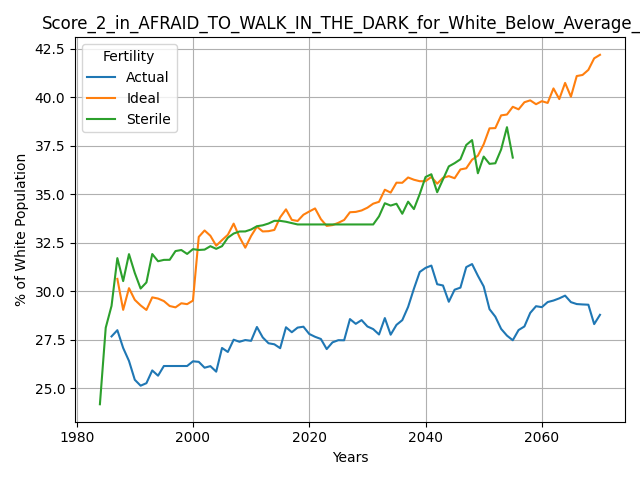 Score_2_in_AFRAID_TO_WALK_IN_THE_DARK_for_White_Below_Average_
Fertility
Actual
Ideal
Sterile
% of White Population
42.5
40.0
37.5
35.0
32.5
30.0
27.5
25.0
1980
2000
2020
2040
2060
Years